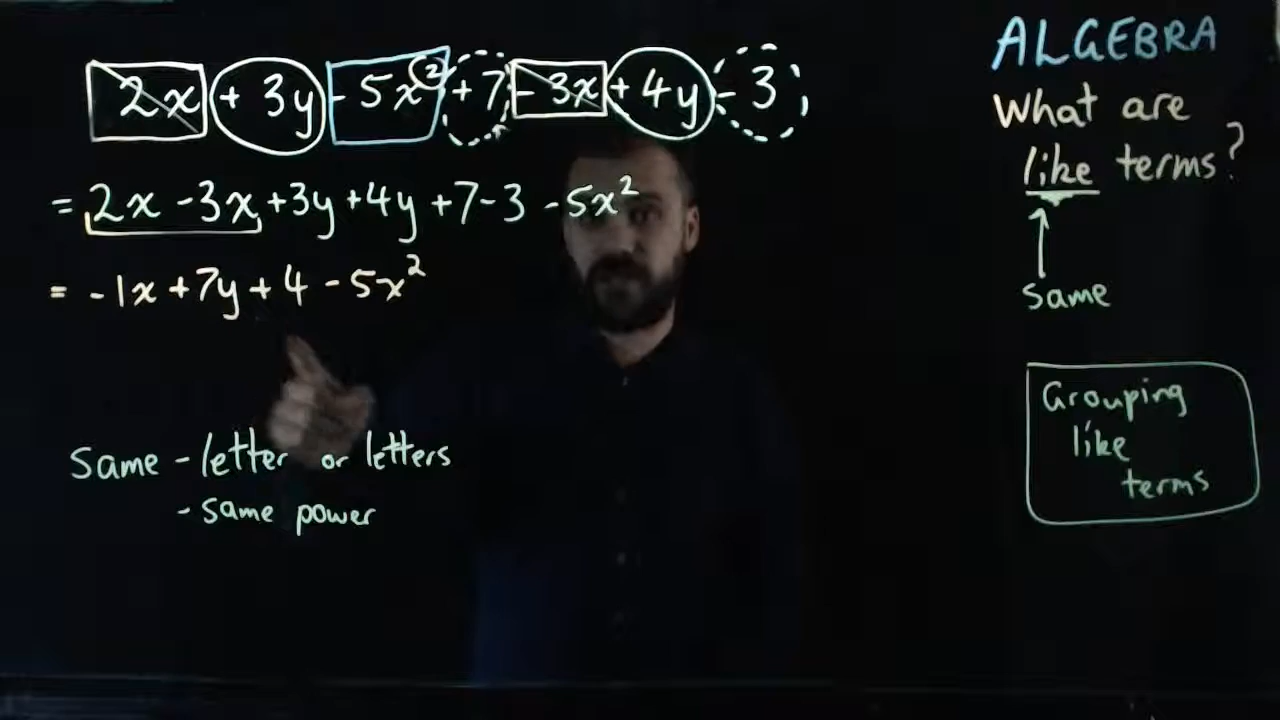 2x + 3y - 5x² + 7 - 3x + 4y - 3
= 2x - 3x + 3y + 4y + 7 - 3 - 5x²
= -1x + 7y + 4 - 5x²
Same - letter or letters
- same power
ALGEBRA
What are
like terms?
same
Grouping
like
terms